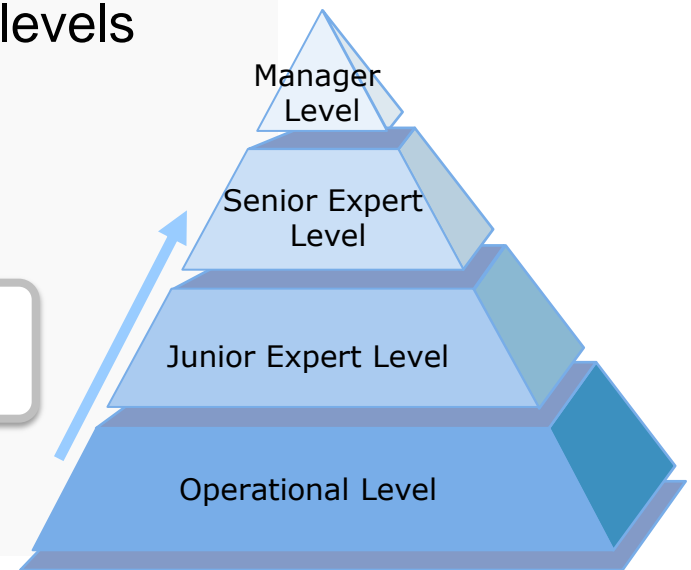 levels
Manager
Level
Senior Expert
Level
Junior Expert Level
Operational Level